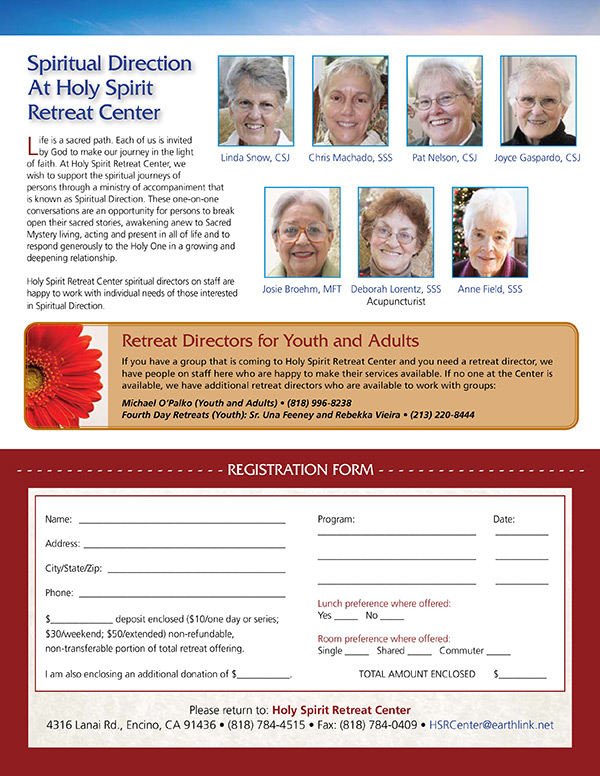 Spiritual Direction
At Holy Spirit
Retreat Center
Life is a sacred path. Each of us is invited
by God to make our journey in the light
of faith. At Holy Spirit Retreat Center, we
wish to support the spiritual journeys of
persons through a ministry of accompaniment that
is known as Spiritual Direction. These one-on-one
conversations are an opportunity for persons to break
open their sacred stories, awakening anew to Sacred
Mystery living, acting and present in all of life and to
respond generously to the Holy One in a growing and
deepening relationship.
Holy Spirit Retreat Center spiritual directors on staff are
happy to work with individual needs of those interested
in Spiritual Direction.
Linda Snow, CSJ
Chris Machado, SSS
Pat Nelson, CSJ
Joyce Gaspardo, CSJ
Josie Broehm, MFT
Deborah Lorentz, SSS
Acupuncturist
Anne Field, SSS
Retreat Directors for Youth and Adults
If you have a group that is coming to Holy Spirit Retreat Center and you need a retreat director, we
have people on staff here who are happy to make their services available. If no one at the Center is
available, we have additional retreat directors who are available to work with groups:
Michael O'Palko (Youth and Adults) • (818) 996-8238
Fourth Day Retreats (Youth): Sr. Una Feeney and Rebekka Vieira • (213) 220-8444
REGISTRATION FORM
Name:
Address:
City/State/Zip:
Phone:
$_____________ deposit enclosed ($10/one day or series;
$30/weekend; $50/extended) non-refundable,
non-transferable portion of total retreat offering.
I am also enclosing an additional donation of $___________.
Program:
Date:
Lunch preference where offered:
Yes _____ No _____
Room preference where offered:
Single _____ Shared _____ Commuter _____
TOTAL AMOUNT ENCLOSED $__________
Please return to: Holy Spirit Retreat Center
4316 Lanai Rd., Encino, CA 91436 • (818) 784-4515 • Fax: (818) 784-0409 • HSRCenter@earthlink.net